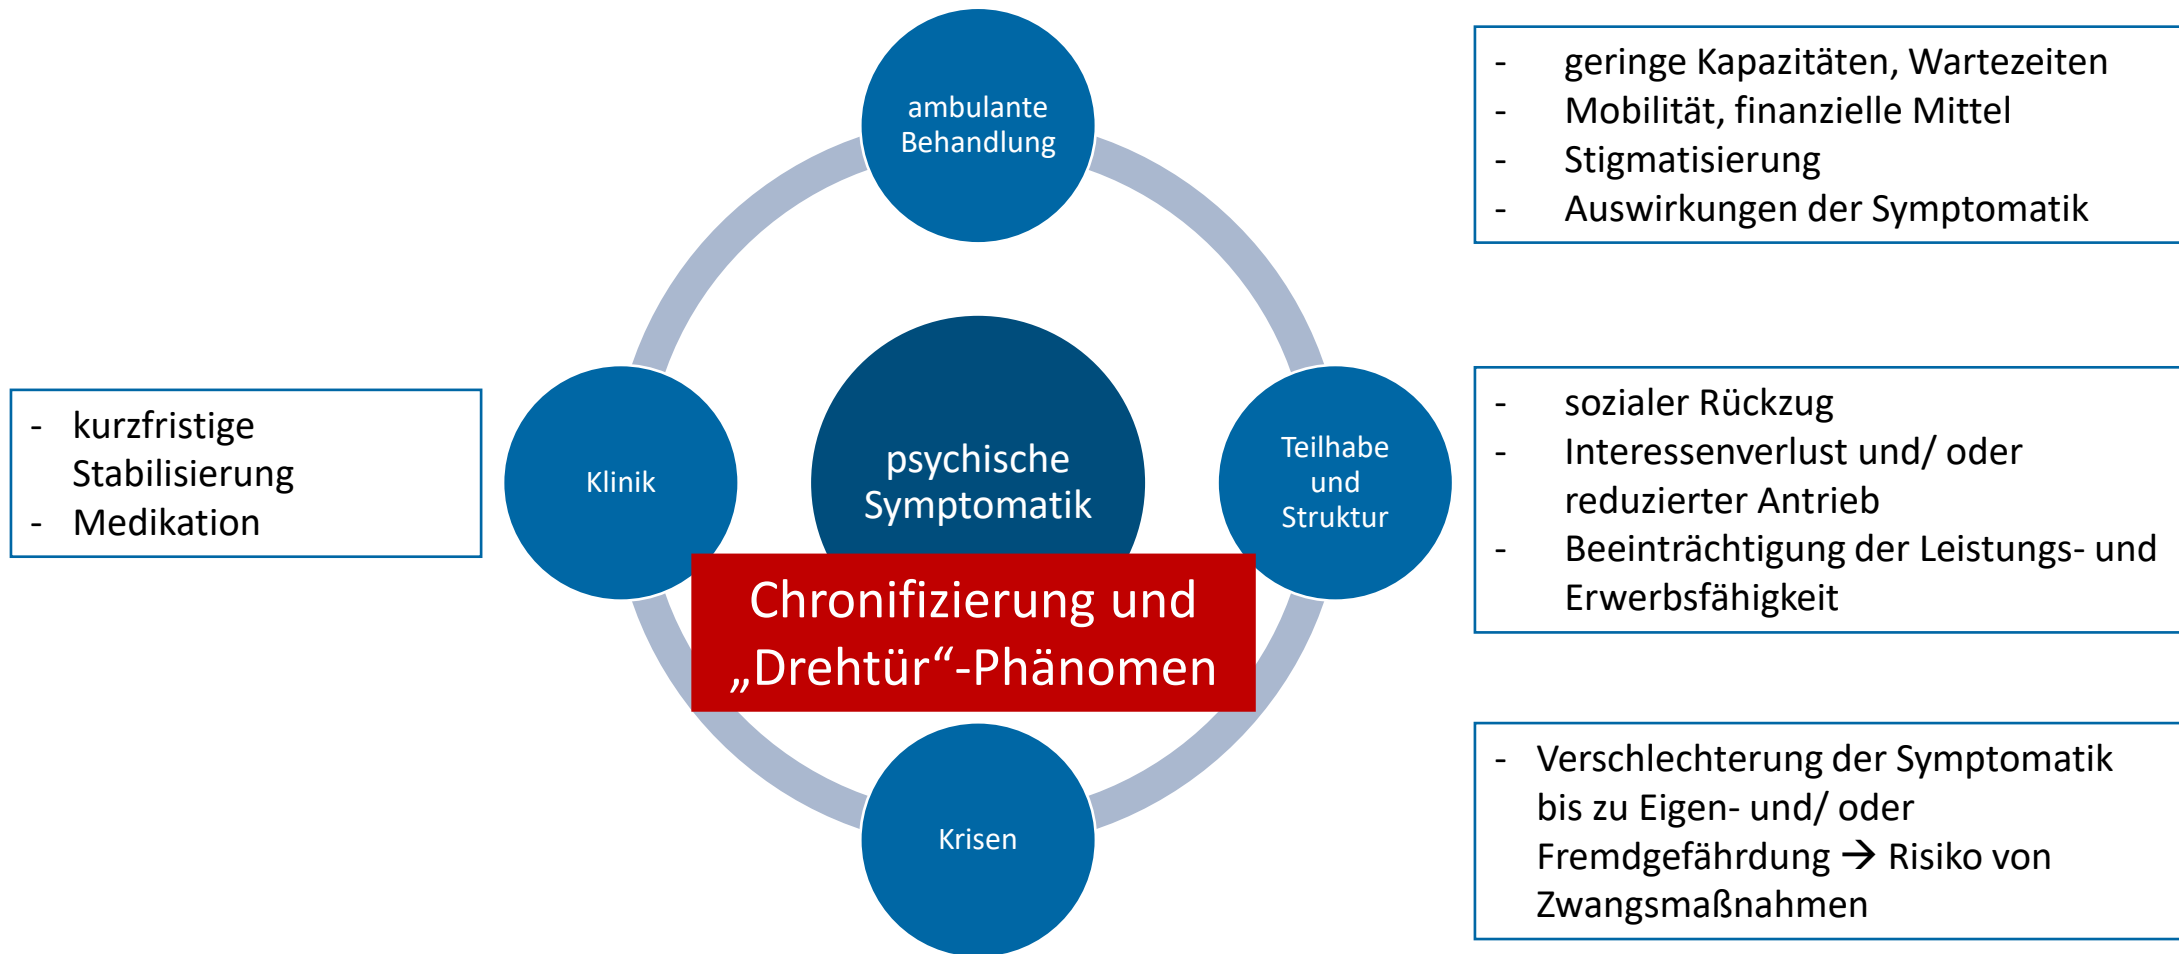 ambulante
Behandlung
- geringe Kapazitäten, Wartezeiten
- Mobilität, finanzielle Mittel
- Stigmatisierung
- Auswirkungen der Symptomatik
- kurzfristige
Stabilisierung
- Medikation
Klinik
psychische
Symptomatik
Teilhabe
und
Struktur
- sozialer Rückzug
- Interessenverlust und/ oder
reduzierter Antrieb
- Beeinträchtigung der Leistungs- und
Erwerbsfähigkeit
Chronifizierung und
„Drehtür“-Phänomen
Krisen
- Verschlechterung der Symptomatik
bis zu Eigen- und/ oder
Fremdgefährdung → Risiko von
Zwangsmaßnahmen